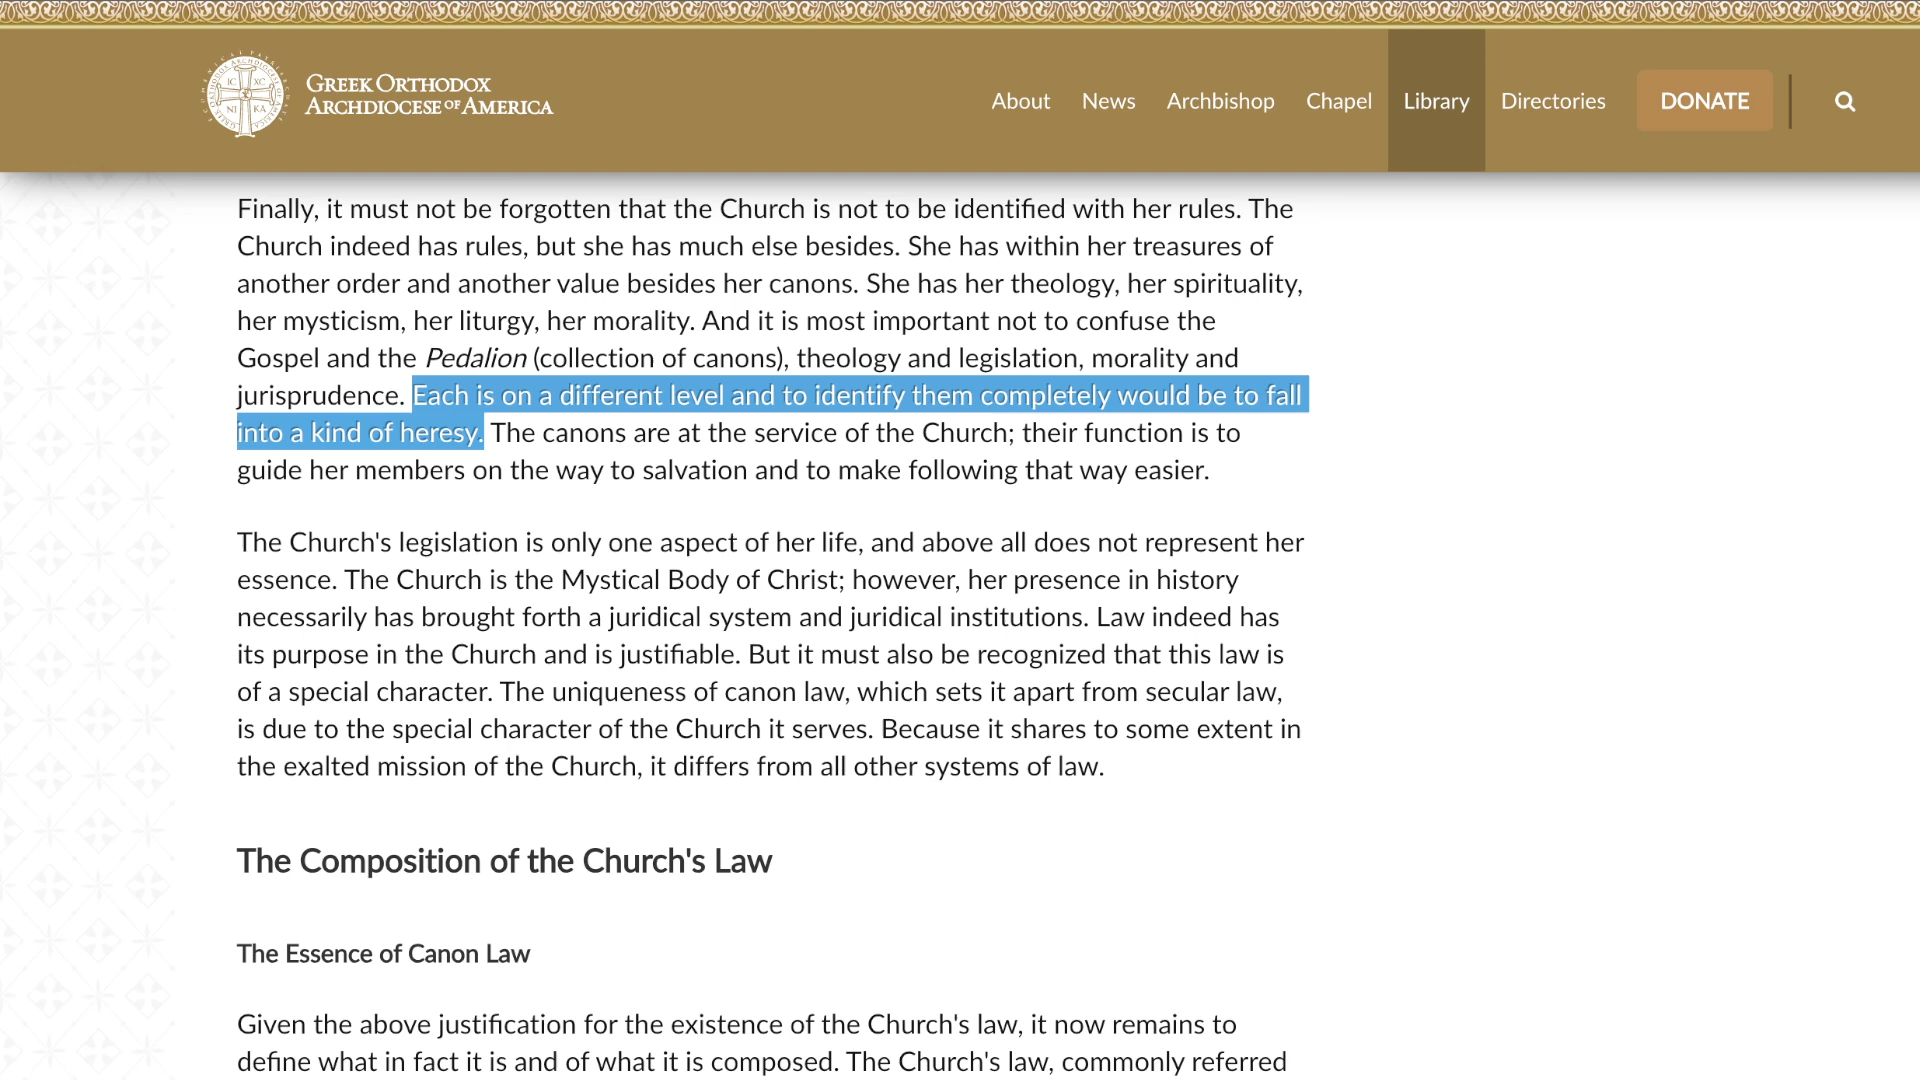 GREEK ORTHODOX
ARCHDIOCESE OF AMERICA
About News Archbishop Chapel Library Directories DONATE
IC XC
NI KA
Finally, it must not be forgotten that the Church is not to be identified with her rules. The
Church indeed has rules, but she has much else besides. She has within her treasures of
another order and another value besides her canons. She has her theology, her spirituality,
her mysticism, her liturgy, her morality. And it is most important not to confuse the
Gospel and the Pedalion (collection of canons), theology and legislation, morality and
jurisprudence. Each is on a different level and to identify them completely would be to fall
into a kind of heresy. The canons are at the service of the Church; their function is to
guide her members on the way to salvation and to make following that way easier.
The Church's legislation is only one aspect of her life, and above all does not represent her
essence. The Church is the Mystical Body of Christ; however, her presence in history
necessarily has brought forth a juridical system and juridical institutions. Law indeed has
its purpose in the Church and is justifiable. But it must also be recognized that this law is
of a special character. The uniqueness of canon law, which sets it apart from secular law,
is due to the special character of the Church it serves. Because it shares to some extent in
the exalted mission of the Church, it differs from all other systems of law.
The Composition of the Church's Law
The Essence of Canon Law
Given the above justification for the existence of the Church's law, it now remains to
define what in fact it is and of what it is composed. The Church's law, commonly referred